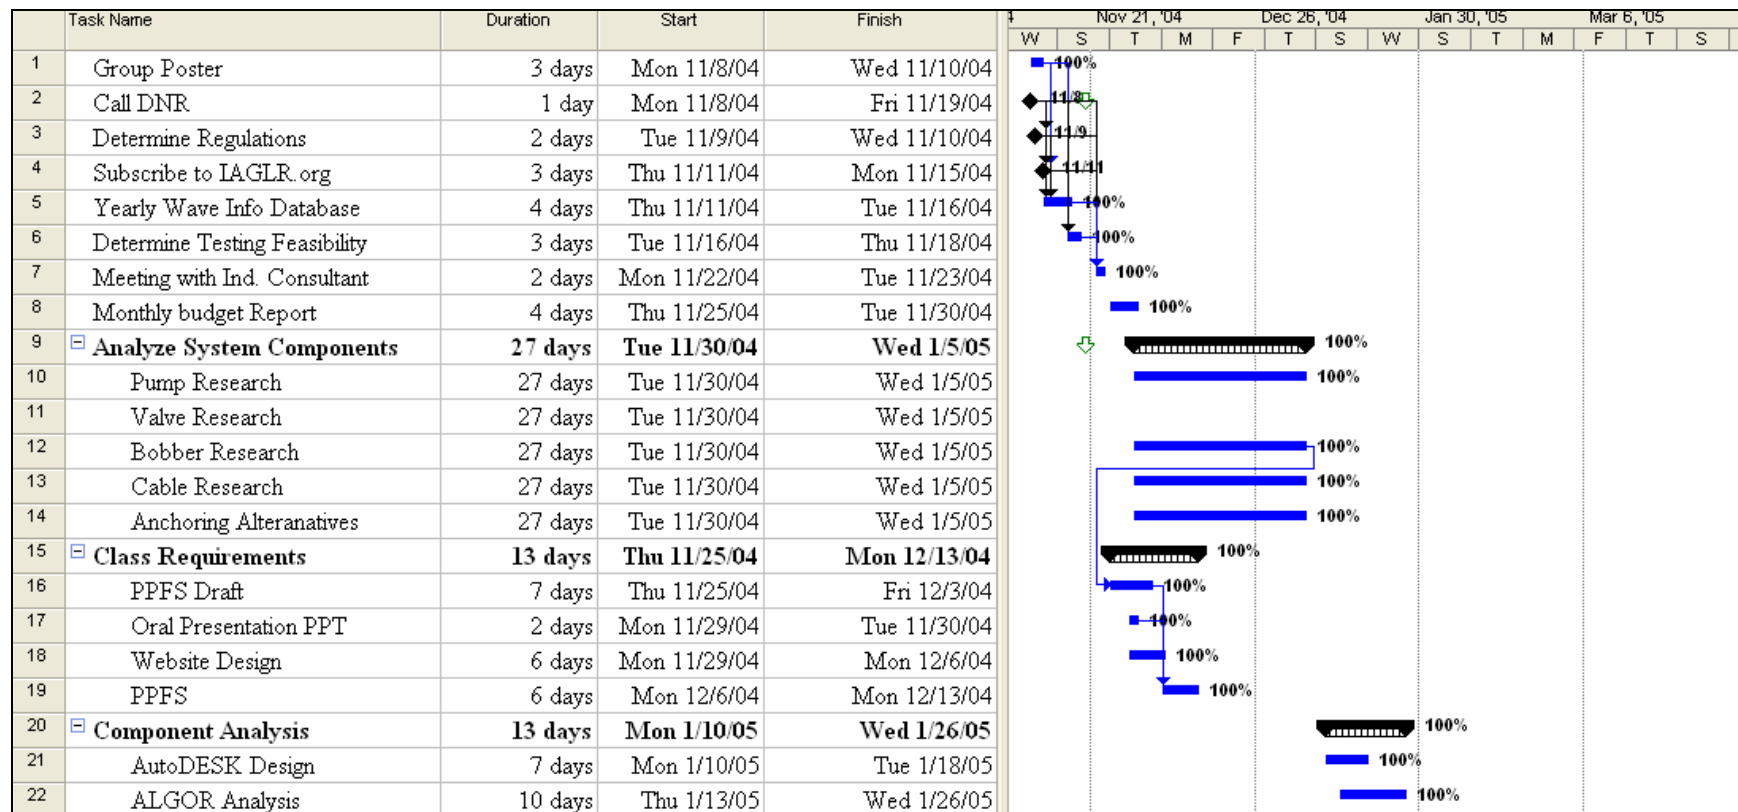 Task Name Duration Start Finish 4 Nov 21, '04 Dec 26, '04 Jan 30, '05 Mar 6, '05
W S T M F T S W S T M F T S
1 Group Poster 3 days Mon 11/8/04 Wed 11/10/04 100%
2 Call DNR 1 day Mon 11/8/04 Fri 11/19/04 11/8
3 Determine Regulations 2 days Tue 11/9/04 Wed 11/10/04 11/9
4 Subscribe to IAGLR.org 3 days Thu 11/11/04 Mon 11/15/04 11/11
5 Yearly Wave Info Database 4 days Thu 11/11/04 Tue 11/16/04 100%
6 Determine Testing Feasibility 3 days Tue 11/16/04 Thu 11/18/04 100%
7 Meeting with Ind. Consultant 2 days Mon 11/22/04 Tue 11/23/04 100%
8 Monthly budget Report 4 days Thu 11/25/04 Tue 11/30/04 100%
9 Analyze System Components 27 days Tue 11/30/04 Wed 1/5/05 100%
10 Pump Research 27 days Tue 11/30/04 Wed 1/5/05 100%
11 Valve Research 27 days Tue 11/30/04 Wed 1/5/05
12 Bobber Research 27 days Tue 11/30/04 Wed 1/5/05 100%
13 Cable Research 27 days Tue 11/30/04 Wed 1/5/05 100%
14 Anchoring Alteranatives 27 days Tue 11/30/04 Wed 1/5/05 100%
15 Class Requirements 13 days Thu 11/25/04 Mon 12/13/04 100%
16 PPFS Draft 7 days Thu 11/25/04 Fri 12/3/04 100%
17 Oral Presentation PPT 2 days Mon 11/29/04 Tue 11/30/04 100%
18 Website Design 6 days Mon 11/29/04 Mon 12/6/04 100%
19 PPFS 6 days Mon 12/6/04 Mon 12/13/04 100%
20 Component Analysis 13 days Mon 1/10/05 Wed 1/26/05 100%
21 AutoDESK Design 7 days Mon 1/10/05 Tue 1/18/05 100%
22 ALGOR Analysis 10 days Thu 1/13/05 Wed 1/26/05 100%